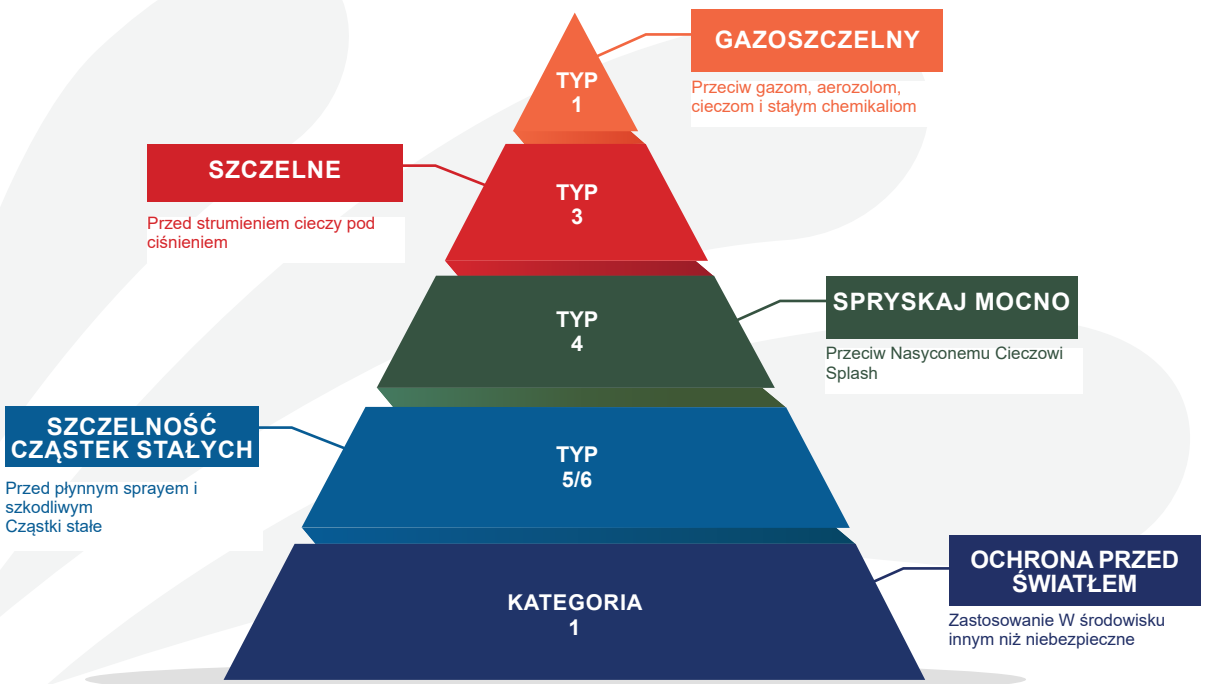 TYP
1
GAZOSZCZELNY
Przeciw gazom, aerozolom,
cieczom i stałym chemikaliom
SZCZELNE
Przed strumieniem cieczy pod
ciśnieniem
TYP
3
TYP
4
SPRYSKAJ MOCNO
Przeciw Nasyconemu Cieczowi
Splash
SZCZELNOŚĆ
CZĄSTEK STAŁYCH
Przed płynnym sprayem i
szkodliwym
Cząstki stałe
TYP
5/6
KATEGORIA
1
OCHRONA PRZED
ŚWIATŁEM
Zastosowanie W środowisku
innym niż niebezpieczne